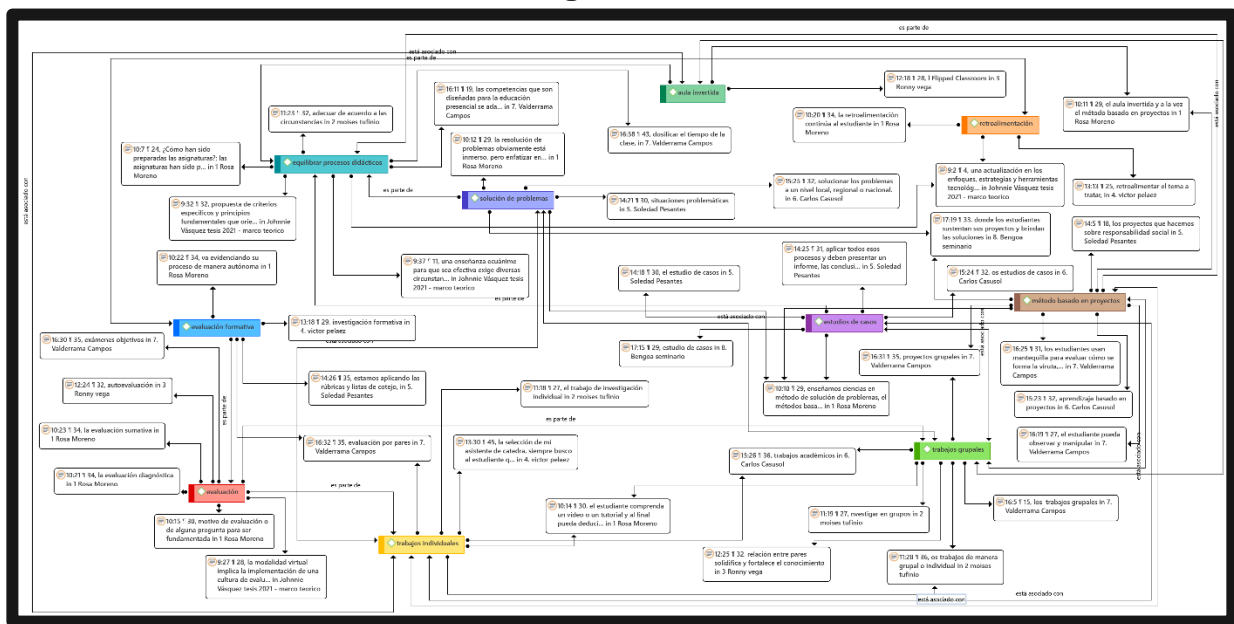 es parte de
está asociado con
es parte de
aula invertida
12:18 ¶ 28, l Flipped Classroom in 3
Ronny vega
16:11 ¶ 19, las competencias que son
diseñadas para la educación
presencial se ada... in 7. Valderrama
Campos
11:23 ¶ 32, adecuar de acuerdo a las
circunstancias in 2 moises tufinio
10:20 ¶ 34, la retroalimentación
continúa al estudiante in 1 Rosa
Moreno
retroalimentación
10:11 ¶ 29, el aula invertida y a la vez
el método basado en proyectos in 1
Rosa Moreno
16:58 ¶ 43, dosificar el tiempo de la
clase, in 7. Valderrama Campos
10:7 ¶ 24, ¿Cómo han sido
preparadas las asignaturas?: las
asignaturas han sido p... in 1 Rosa
Moreno
equilibrar procesos didácticos
10:12 ¶ 29, la resolución de
problemas obviamente está
inmerso, pero enfatizo en... in 1
Rosa Moreno
9:2 ¶ 4, una actualización en los
enfoques, estrategias y herramientas
tecnológ... in Johnnie Vásquez tesis
2021 - marco teorico
13:13 ¶ 25, retroalimentar el tema a
tratar, in 4. victor pelaez
es parte de
solución de problemas
15:25 ¶ 32, solucionar los problemas
a un nivel local, regional o nacional.
in 6. Carlos Casusol
14:21 ¶ 30, situaciones problemáticas
in 5. Soledad Pesantes
9:32 ¶ 32, propuesta de criterios
específicos y principios
fundamentales que orie... in Johnnie
Vásquez tesis 2021 - marco teorico
17:19 ¶ 33, donde los estudiantes
sustentan sus proyectos y brindan
las soluciones in 8. Bengoa
seminario
14:5 ¶ 18, los proyectos que hacemos
sobre responsabilidad social in 5.
Soledad Pesantes
está asociado con
10:22 ¶ 34, va evidenciando su
proceso de manera autónoma in 1
Rosa Moreno
9:37 ¶ 11, una enseñanza ecuánime
para que sea efectiva exige diversas
circunstan... in Johnnie Vásquez tesis
2021 - marco teorico
14:18 ¶ 30, el estudio de casos in 5.
Soledad Pesantes
14:25 ¶ 31, aplicar todos esos
procesos y deben presentar un
informe, las conclusi... in 5. Soledad
Pesantes
15:24 ¶ 32, os estudios de casos in 6.
Carlos Casusol
método basado en proyectos
es parte de
está asociado con
evaluación formativa
13:18 ¶ 29, investigación formativa in
4. victor pelaez
estudios de casos
16:30 ¶ 35, exámenes objetivos in 7.
Valderrama Campos
17:15 ¶ 29, estudio de casos in 8.
Bengoa seminario
16:31 ¶ 35, proyectos grupales in 7.
Valderrama Campos
16:25 ¶ 31, los estudiantes usan
mantequilla para evaluar cómo se
forma la viruta,... in 7. Valderrama
Campos
12:24 ¶ 32, autoevaluación in 3
Ronny vega
14:26 ¶ 35, estamos aplicando las
rúbricas y listas de cotejo, in 5.
Soledad Pesantes
11:18 ¶ 27, el trabajo de investigación
individual in 2 moises tufinio
10:10 ¶ 29, enseñamos ciencias en
método de solución de problemas, el
métodos basa... in 1 Rosa Moreno
15:23 ¶ 32, aprendizaje basado en
proyectos in 6. Carlos Casusol
es parte de
es parte de
10:23 ¶ 34, la evaluación sumativa in
1 Rosa Moreno
16:32 ¶ 35, evaluación por pares in 7.
Valderrama Campos
13:30 ¶ 45, la selección de mi
asistente de catedra, siempre busco
al estudiante q... in 4. victor pelaez
16:19 ¶ 27, el estudiante pueda
observar y manipular in 7.
Valderrama Campos
trabajos grupales
15:26 ¶ 36, trabajos académicos in 6.
Carlos Casusol
10:21 ¶ 34, la evaluación diagnóstica
in 1 Rosa Moreno
evaluación
es parte de
está asociado con
10:14 ¶ 30, el estudiante comprenda
un video o un tutorial y al final
pueda deduci... in 1 Rosa Moreno
16:5 ¶ 15, los trabajos grupales in 7.
Valderrama Campos
10:15 ¶ 30, motivo de evaluación o
de alguna pregunta para ser
fundamentada in 1 Rosa Moreno
11:19 ¶ 27, nvestigar en grupos in 2
moises tufinio
trabajos individuales
12:25 ¶ 32, relación entre pares
solidifica y fortalece el conocimiento
in 3 Ronny vega
11:28 ¶ 36, os trabajos de manera
grupal o individual in 2 moises
tufinio
9:27 ¶ 28, la modalidad virtual
implica la implementación de una
cultura de evalu... in Johnnie
Vásquez tesis 2021 - marco teorico
está asociado con
está asociado con